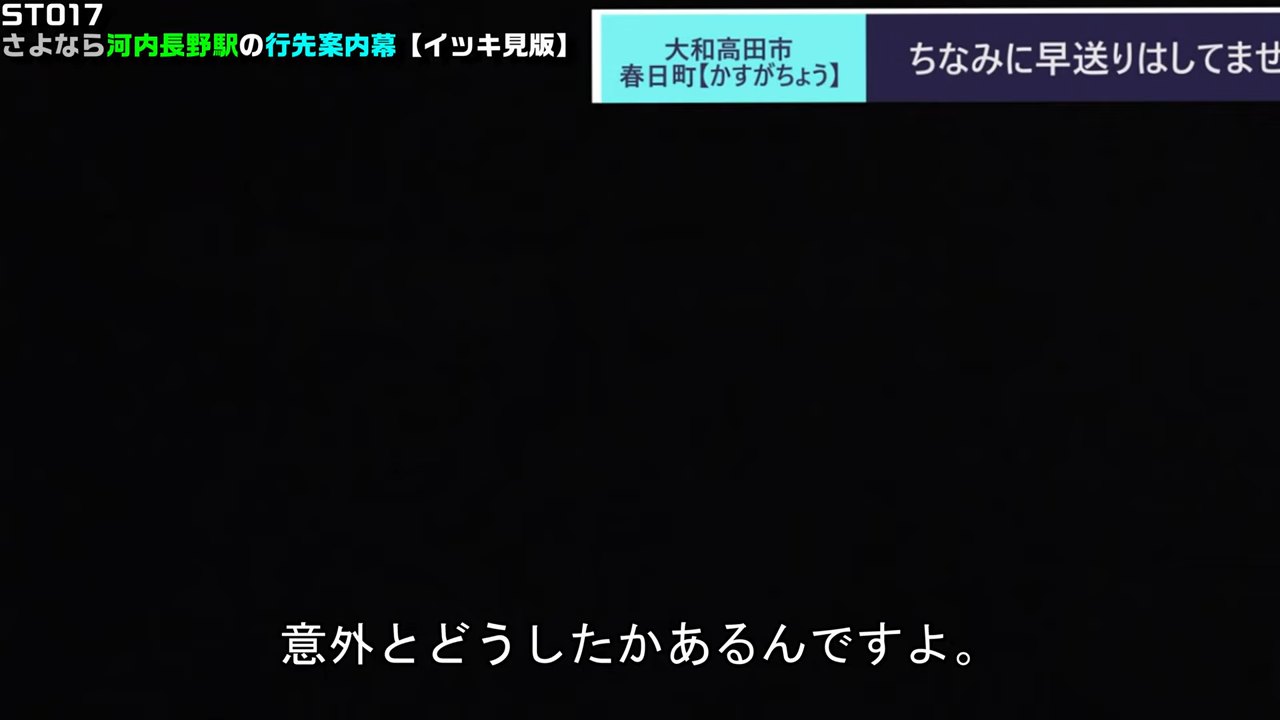 ST017
さよなら河内長野駅の行先案内幕【イッキ見版】
大和高田市
春日町【かすがちょう】
ちなみに早送りはしてませ
意外とどうしたかあるんですよ。